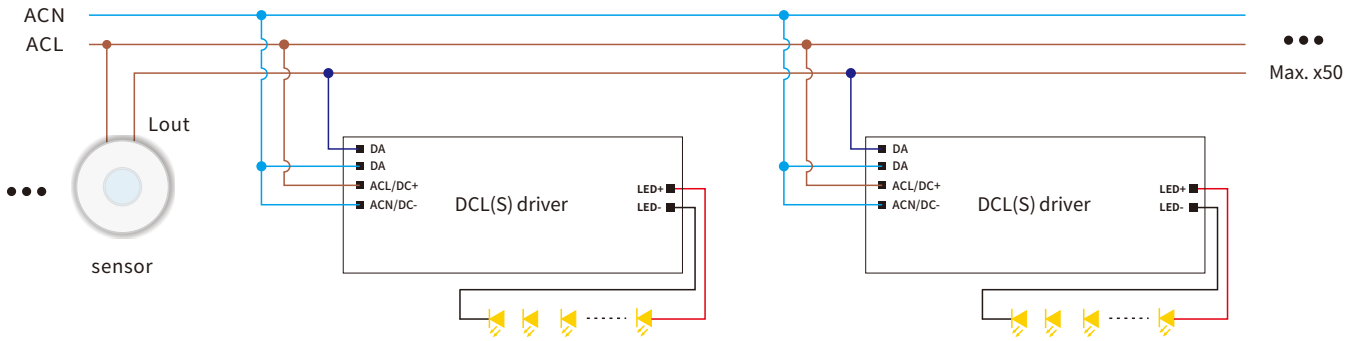 ACN
ACL
Max. x50
Lout
sensor
DA
DA
ACL/DC+
ACN/DC-
DCL(S) driver
LED+
LED-
DA
DA
ACL/DC+
ACN/DC-
DCL(S) driver
LED+
LED-